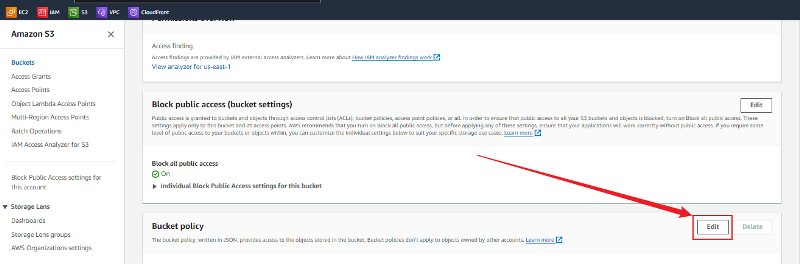 EC2 IAM S3 VPC CloudFront
Amazon S3
Buckets
Access Grants
Access Points
Object Lambda Access Points
Multi-Region Access Points
Batch Operations
IAM Access Analyzer for S3
Block Public Access settings for
this account
Storage Lens
Dashboards
Storage Lens groups
AWS Organizations settings
Permissions overview
Access finding
Access findings are provided by IAM external access analyzers. Learn more about How IAM analyzer findings work
View analyzer for us-east-1
Block public access (bucket settings)
Edit
Public access is granted to buckets and objects through access control lists (ACLs), bucket policies, access point policies, or all. In order to ensure that public access to all your S3 buckets and objects is blocked, turn on Block all public access. These
settings apply only to this bucket and its access points. AWS recommends that you turn on Block all public access, but before applying any of these settings, ensure that your applications will work correctly without public access. If you require some
level of public access to your buckets or objects within, you can customize the individual settings below to suit your specific storage use cases. Learn more
Block all public access
On
Individual Block Public Access settings for this bucket
Bucket policy
Edit
Delete
The bucket policy, written in JSON, provides access to the objects stored in the bucket. Bucket policies don't apply to objects owned by other accounts. Learn more